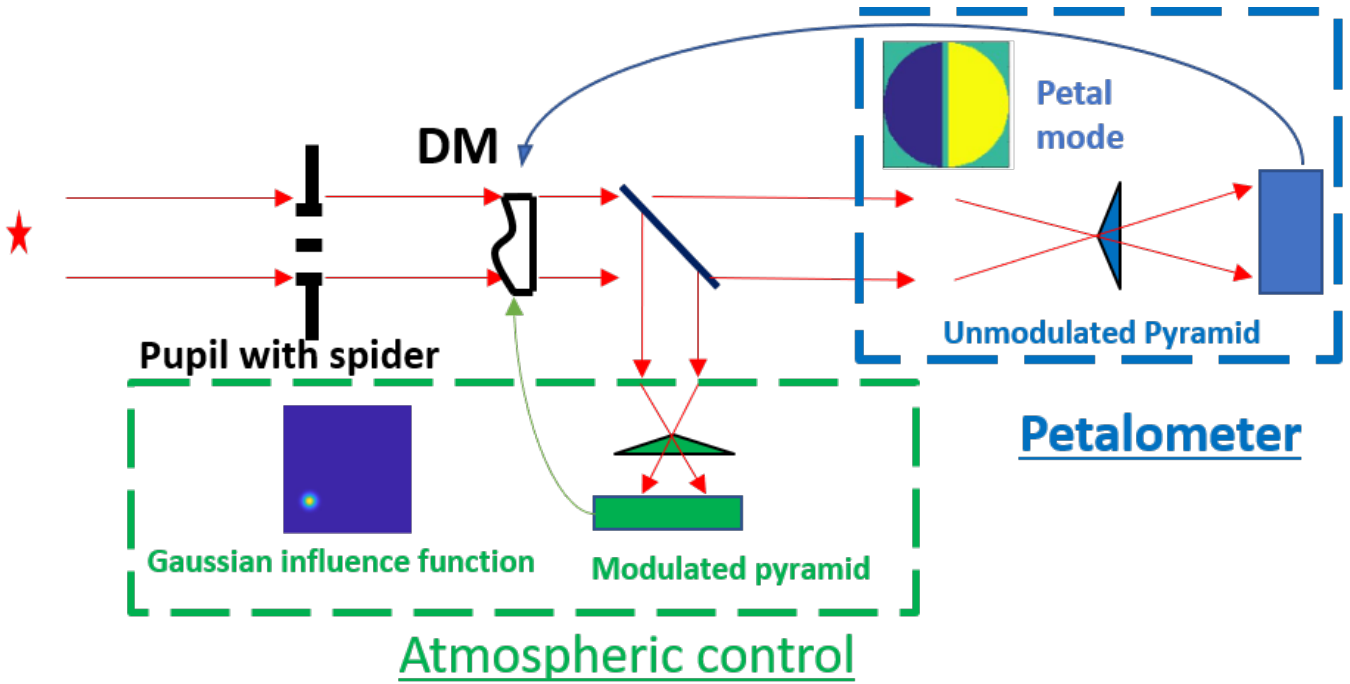 Petal
mode
DM
Unmodulated Pyramid
Pupil with spider
Petalometer
Gaussian influence function
Modulated pyramid
Atmospheric control